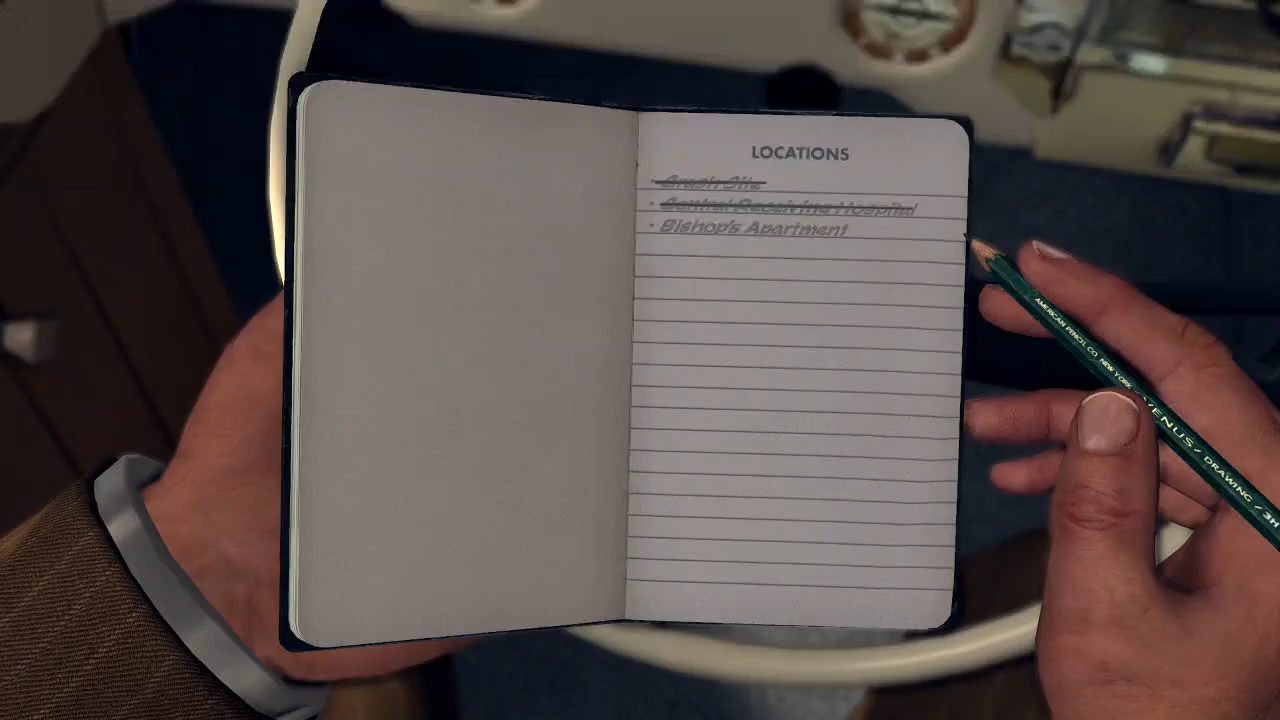 LOCATIONS
· Crash Site
· Central Receiving Hospital
· Bishop's Apartment
AMERICAN PENCIL CO. NEW YORK
VENUS / DRAWING / 3H